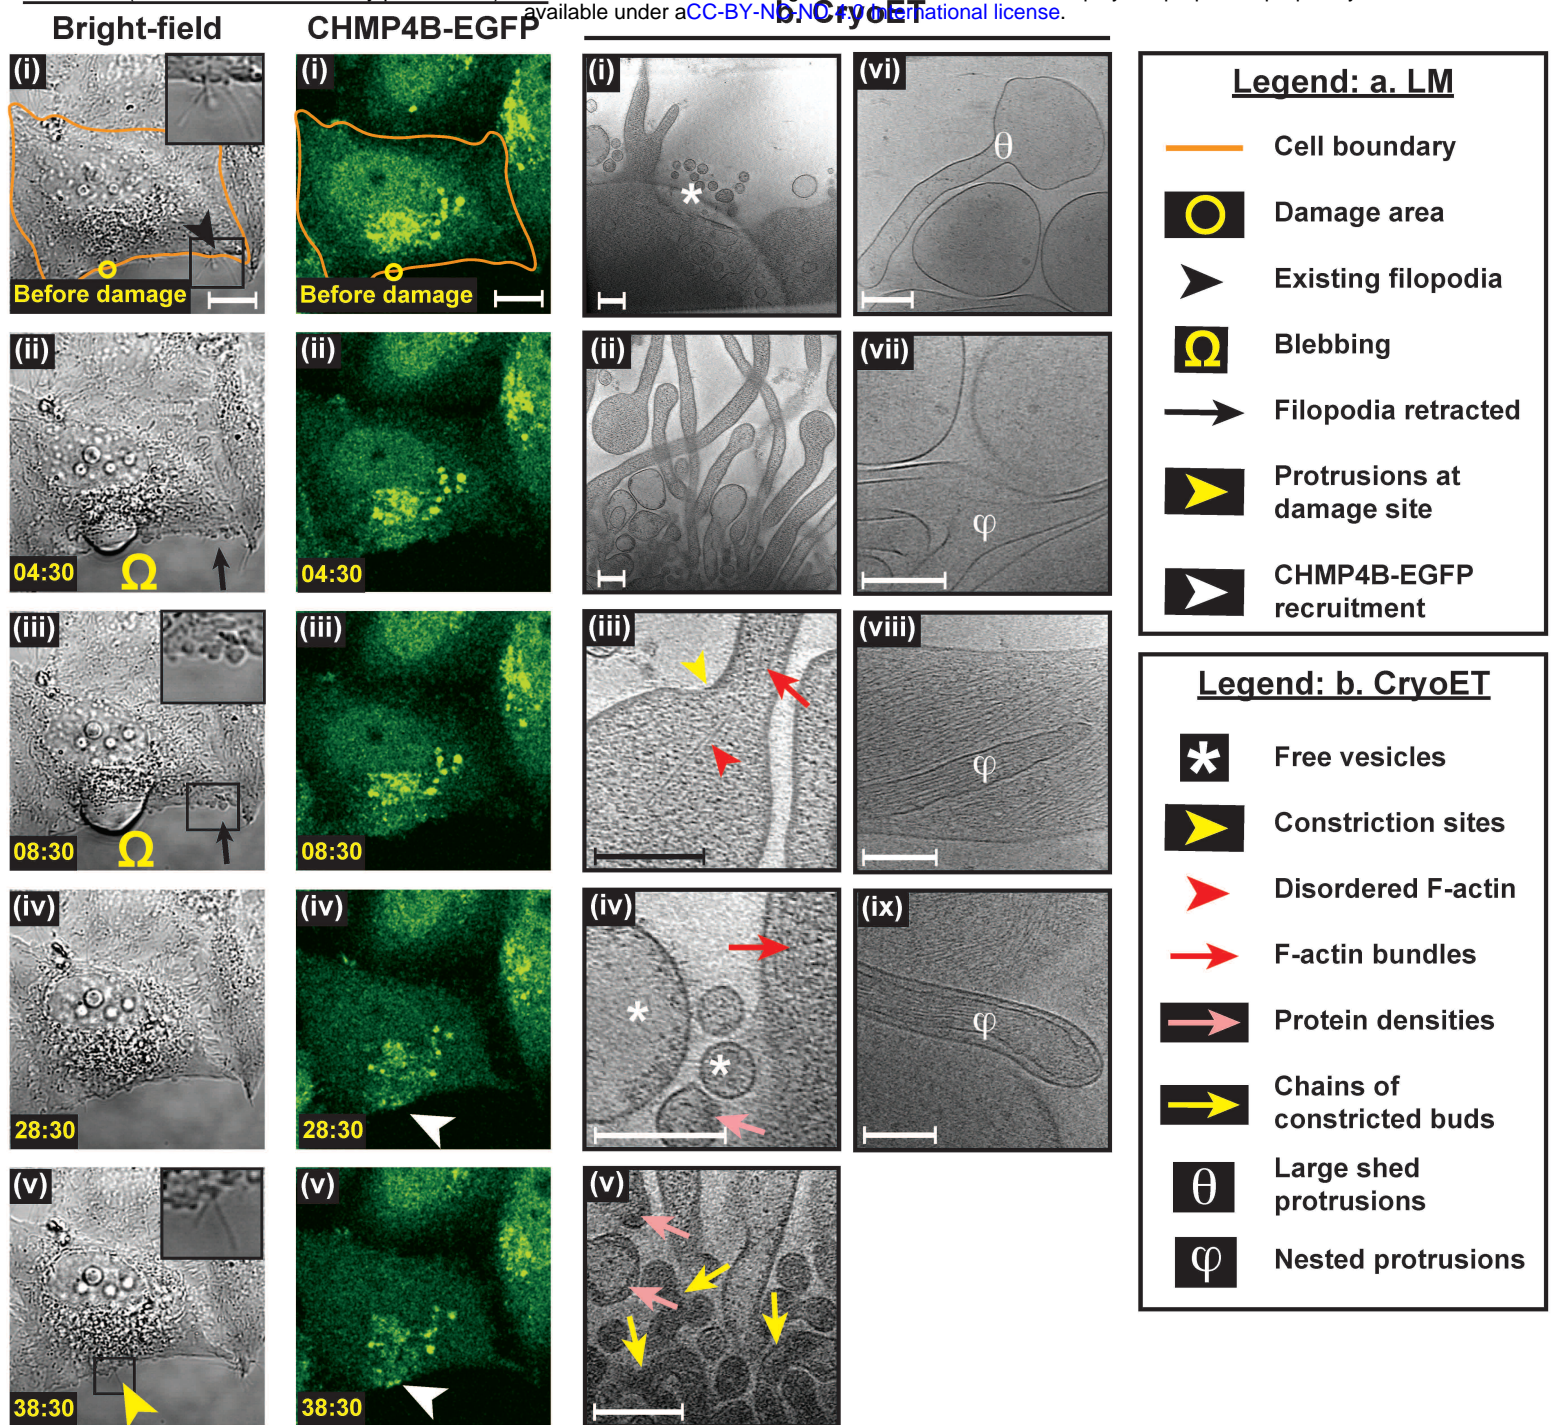 available under aCC-BY-NC-ND 4.0 International license.
b. CryoET
Bright-field
CHMP4B-EGFP
(i)
Before damage
(i)
Before damage
(i)
*
(vi)
θ
(ii)
04:30
Ω
(ii)
04:30
(ii)
(vii)
φ
(iii)
08:30
Ω
(iii)
08:30
(iii)
(viii)
φ
(iv)
28:30
(iv)
28:30
(iv)
*
*
(ix)
φ
(v)
38:30
(v)
38:30
(v)
Legend: a. LM
Cell boundary
Damage area
Existing filopodia
Ω Blebbing
Filopodia retracted
Protrusions at
damage site
CHMP4B-EGFP
recruitment
Legend: b. CryoET
* Free vesicles
Constriction sites
Disordered F-actin
F-actin bundles
Protein densities
Chains of
constricted buds
θ Large shed
protrusions
φ Nested protrusions